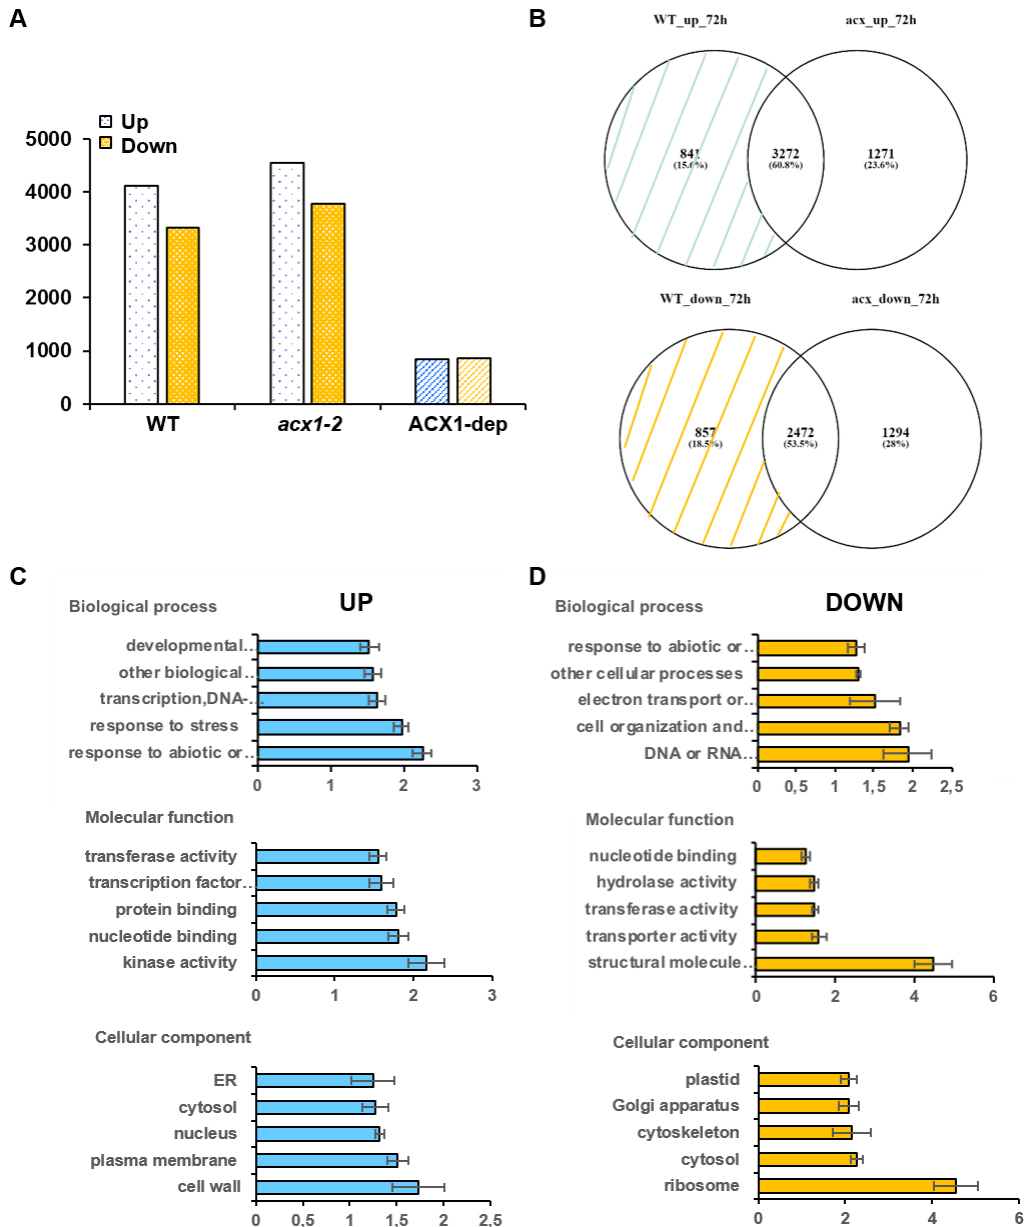 A
B
WT_up_72h
acx_up_72h
841
(15.6%)
3272
(60.8%)
1271
(23.6%)
Up
Down
5000
4000
3000
2000
1000
0
WT
acx1-2
ACX1-dep
WT_down_72h
acx_down_72h
857
(18.5%)
2472
(53.5%)
1294
(28%)
C
UP
Biological process
developmental...
other biological...
transcription,DNA-...
response to stress
response to abiotic or...
0 1 2 3
Molecular function
transferase activity
transcription factor...
protein binding
nucleotide binding
kinase activity
0 1 2 3
Cellular component
ER
cytosol
nucleus
plasma membrane
cell wall
0 0,5 1 1,5 2 2,5
D
DOWN
Biological process
response to abiotic or...
other cellular processes
electron transport or...
cell organization and...
DNA or RNA...
0 0,5 1 1,5 2 2,5
Molecular function
nucleotide binding
hydrolase activity
transferase activity
transporter activity
structural molecule...
0 2 4 6
Cellular component
plastid
Golgi apparatus
cytoskeleton
cytosol
ribosome
0 2 4 6